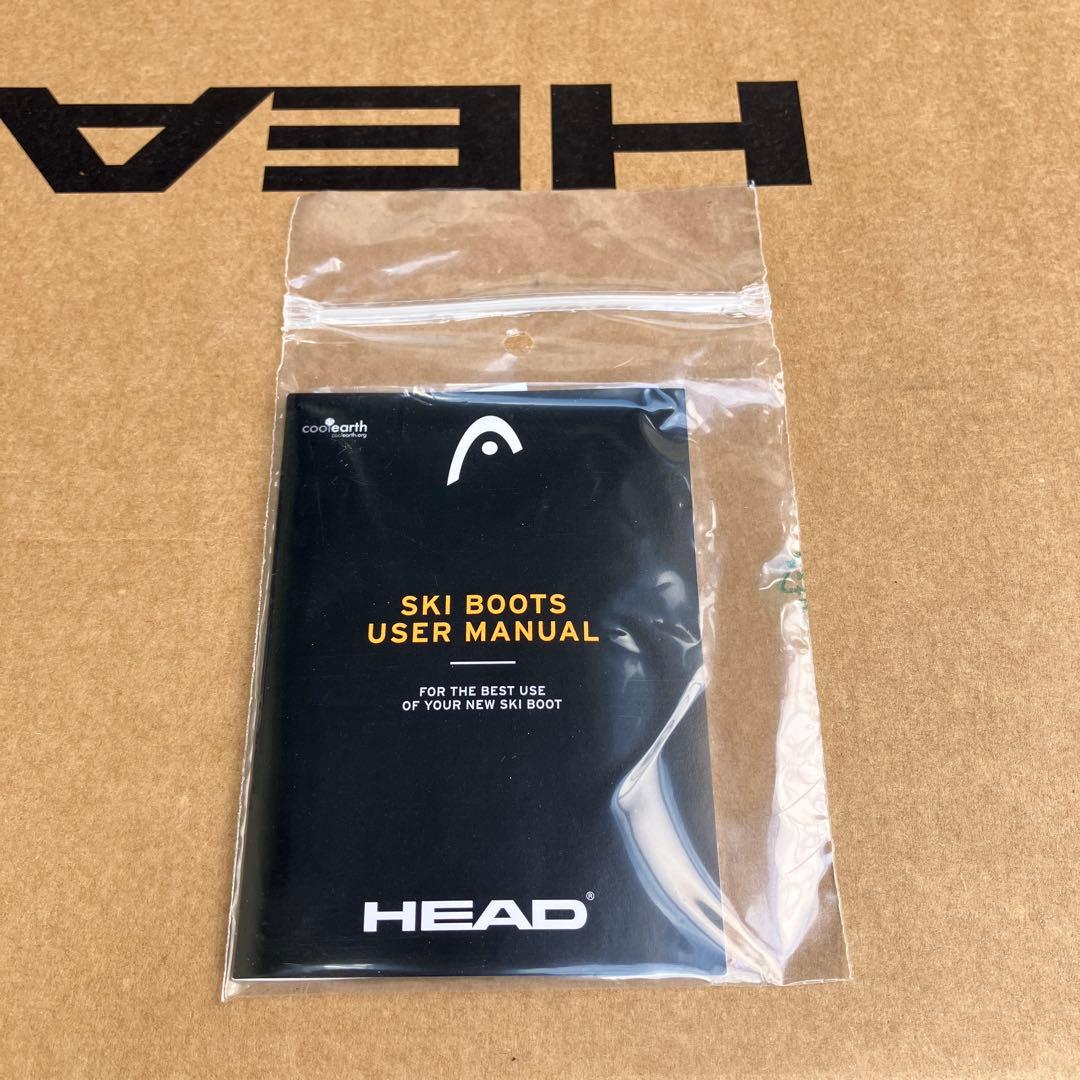 HEA
coolearth
coolearth.org
SKI BOOTS
USER MANUAL
FOR THE BEST USE
OF YOUR NEW SKI BOOT
HEAD®